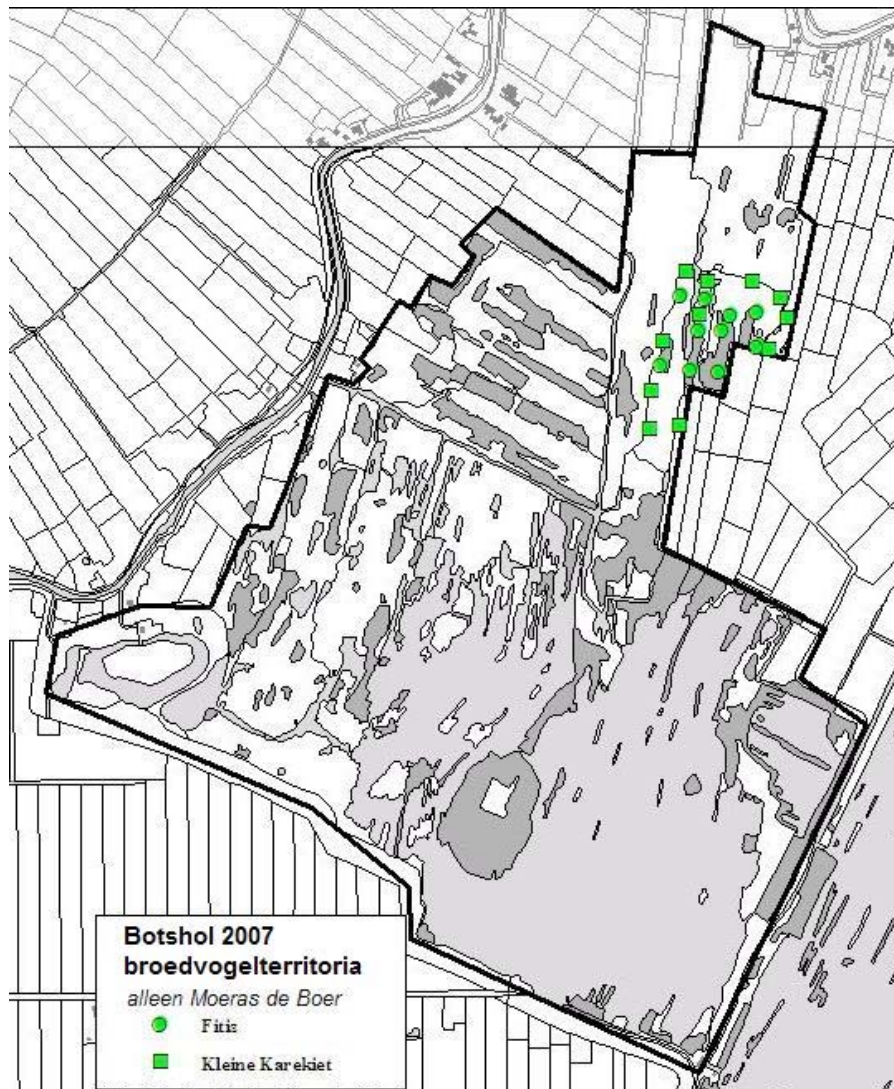 Botshol 2007
broedvogelterritoria
alleen Moeras de Boer
Fitis
Kleine Karekiet